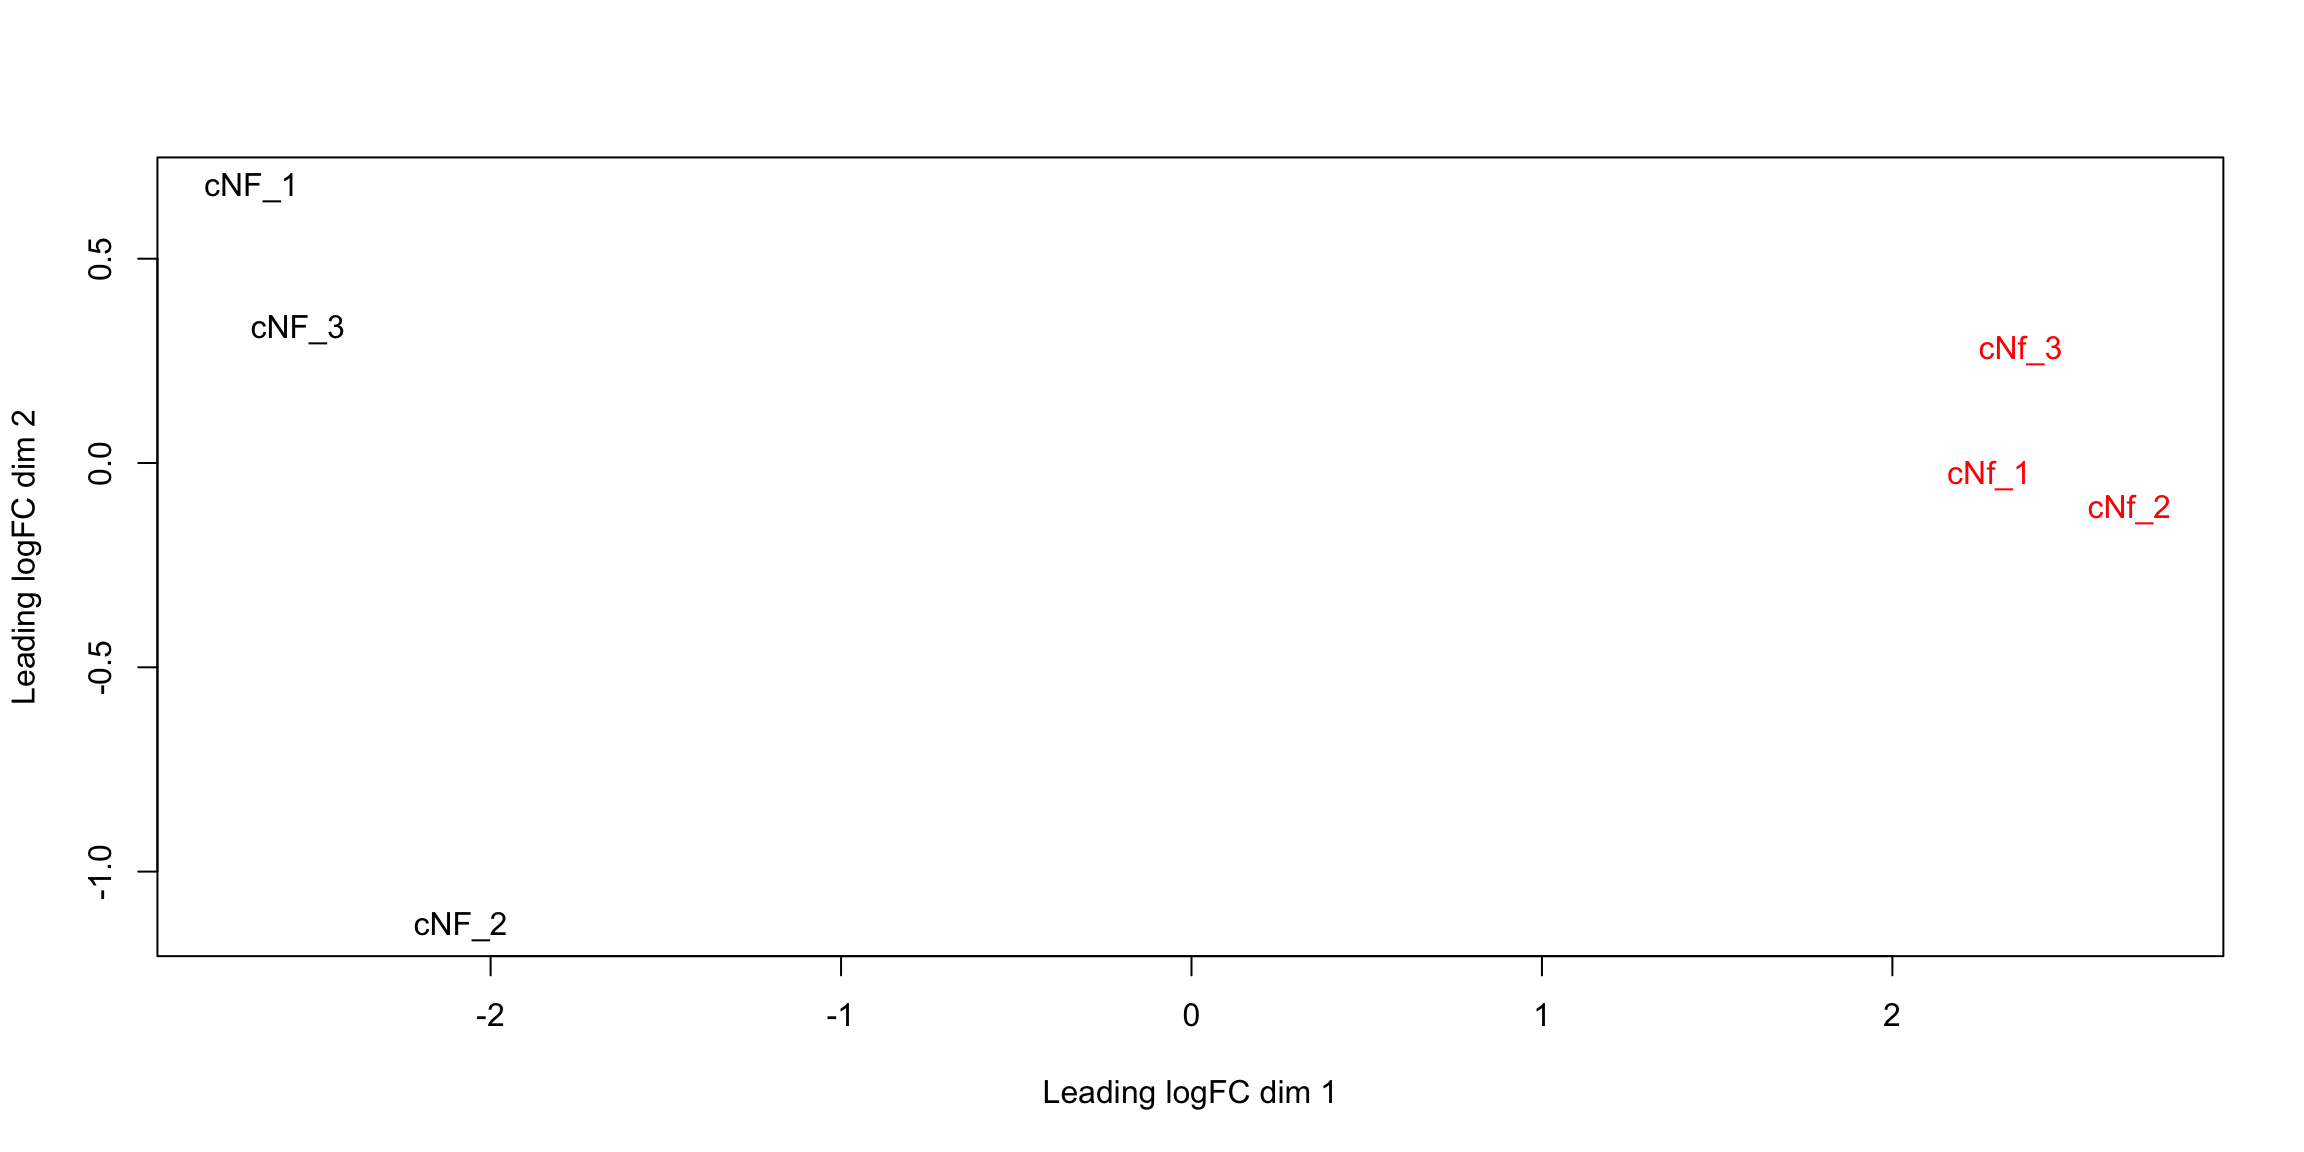 cNF_1
0.5
cNF_3
cNf_3
0.0
cNf_1
cNf_2
Leading logFC dim 2
-0.5
-1.0
cNF_2
-2
-1
0
1
2
Leading logFC dim 1